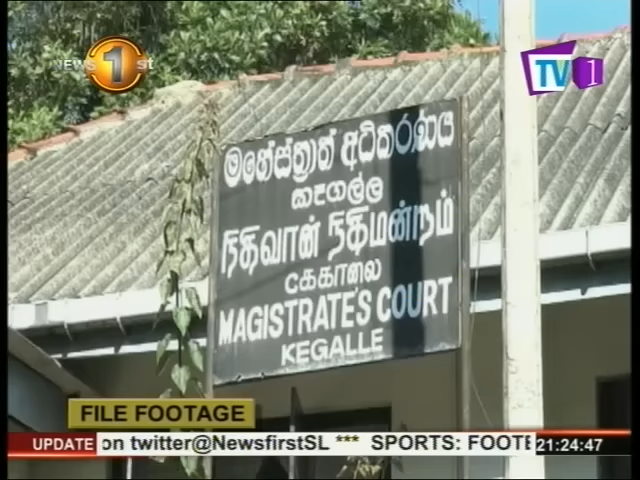 NEWS 1st
TV 1
මහේස්ත්‍රාත් අධිකරණය
කෑගල්ල
நீதிவான் நீதிமன்றம்
கேகாலை
MAGISTRATE'S COURT
KEGALLE
FILE FOOTAGE
UPDATE on twitter@NewsfirstSL *** SPORTS: FOOTE 21:24:47